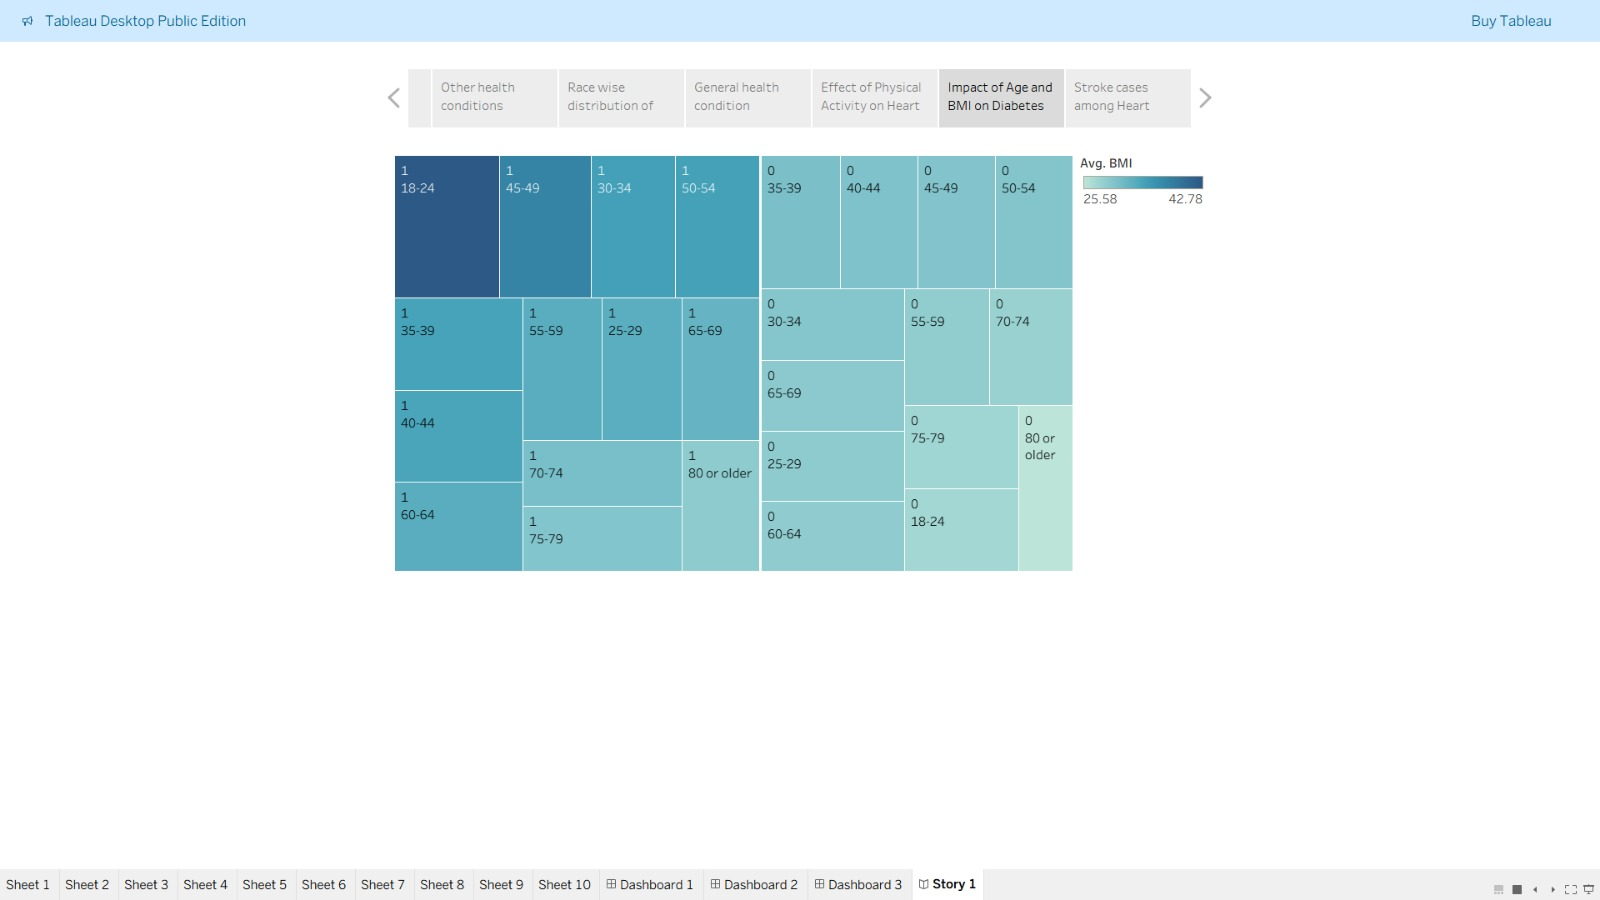 Tableau Desktop Public Edition
Buy Tableau
Other health
conditions
Race wise
distribution of
General health
condition
Effect of Physical
Activity on Heart
Impact of Age and
BMI on Diabetes
Stroke cases
among Heart
1
18-24
1
45-49
1
30-34
1
50-54
0
35-39
0
40-44
0
45-49
0
50-54
Avg. BMI
25.58 42.78
1
35-39
1
55-59
1
25-29
1
65-69
0
30-34
0
55-59
0
70-74
0
65-69
1
40-44
0
75-79
0
80 or
older
0
25-29
1
70-74
1
80 or older
1
60-64
0
18-24
0
60-64
1
75-79
Sheet 1
Sheet 2
Sheet 3
Sheet 4
Sheet 5
Sheet 6
Sheet 7
Sheet 8
Sheet 9
Sheet 10
Dashboard 1
Dashboard 2
Dashboard 3
Story 1